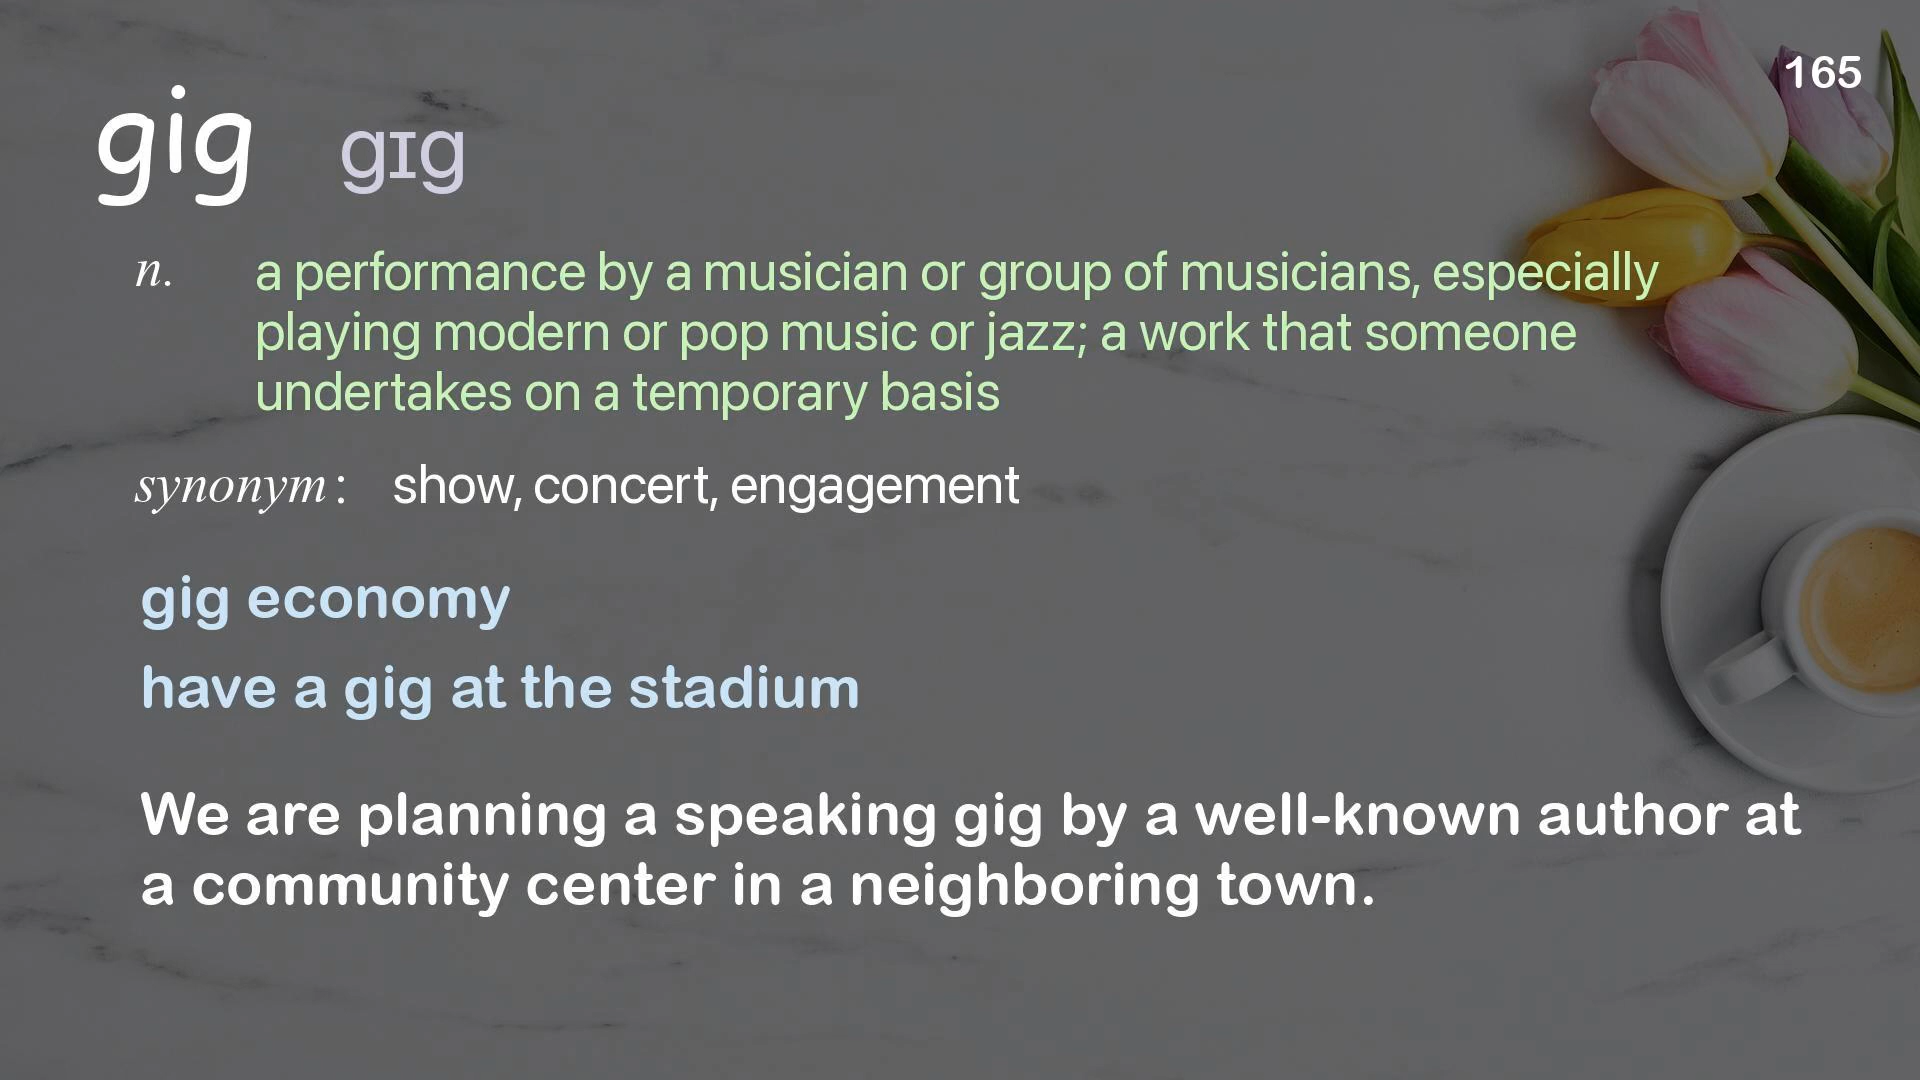 165
gig gɪg
n. a performance by a musician or group of musicians, especially
playing modern or pop music or jazz; a work that someone
undertakes on a temporary basis
synonym: show, concert, engagement
gig economy
have a gig at the stadium
We are planning a speaking gig by a well-known author at
a community center in a neighboring town.